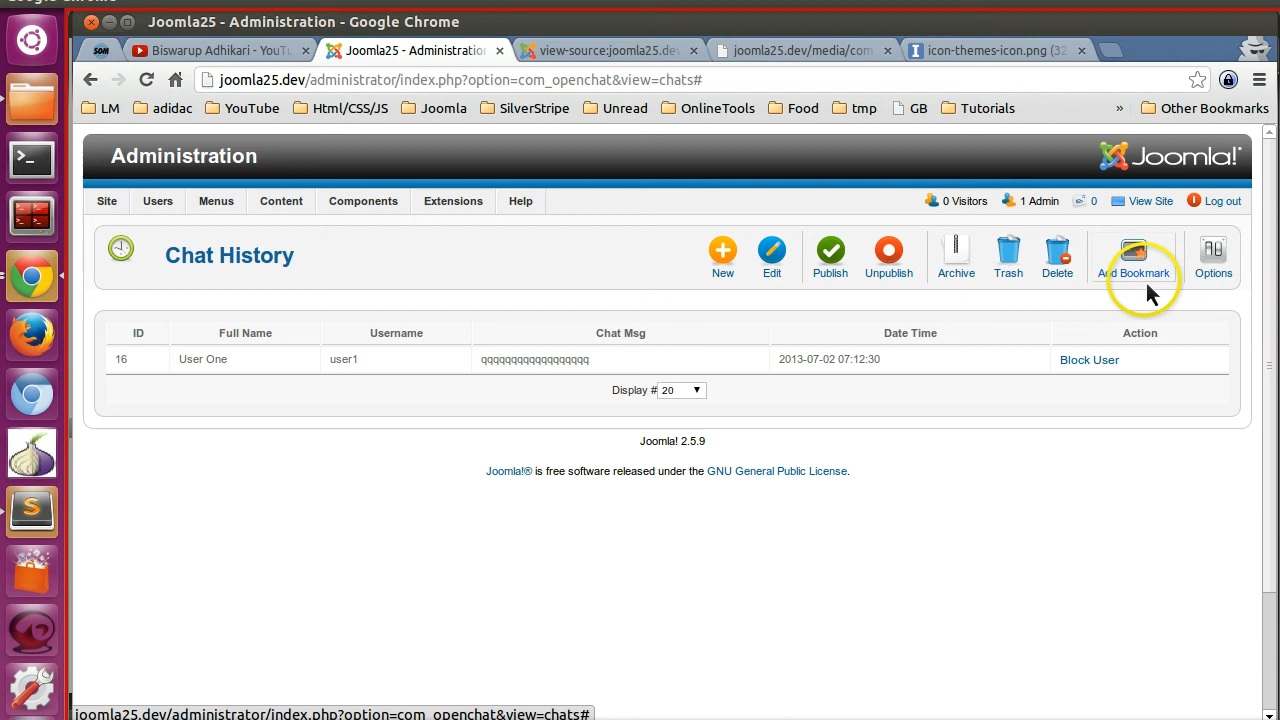 Google Chrome
Joomla25 - Administration - Google Chrome
SOM
Biswarup Adhikari - YouTu
Joomla25 - Administration
view-source:joomla25.dev
joomla25.dev/media/com_
icon-themes-icon.png (32
joomla25.dev/administrator/index.php?option=com_openchat&view=chats#
LM
adidac
YouTube
Html/CSS/JS
Joomla
SilverStripe
Unread
OnlineTools
Food
tmp
GB
Tutorials
»
Other Bookmarks
Administration
Joomla!®
Site
Users
Menus
Content
Components
Extensions
Help
0 Visitors
1 Admin
0
View Site
Log out
Chat History
New
Edit
Publish
Unpublish
Archive
Trash
Delete
Add Bookmark
Options
ID
Full Name
Username
Chat Msg
Date Time
Action
16
User One
user1
qqqqqqqqqqqqqqqqqq
2013-07-02 07:12:30
Block User
Display # 20
Joomla! 2.5.9
Joomla!® is free software released under the GNU General Public License.
joomla25.dev/administrator/index.php?option=com_openchat&view=chats#